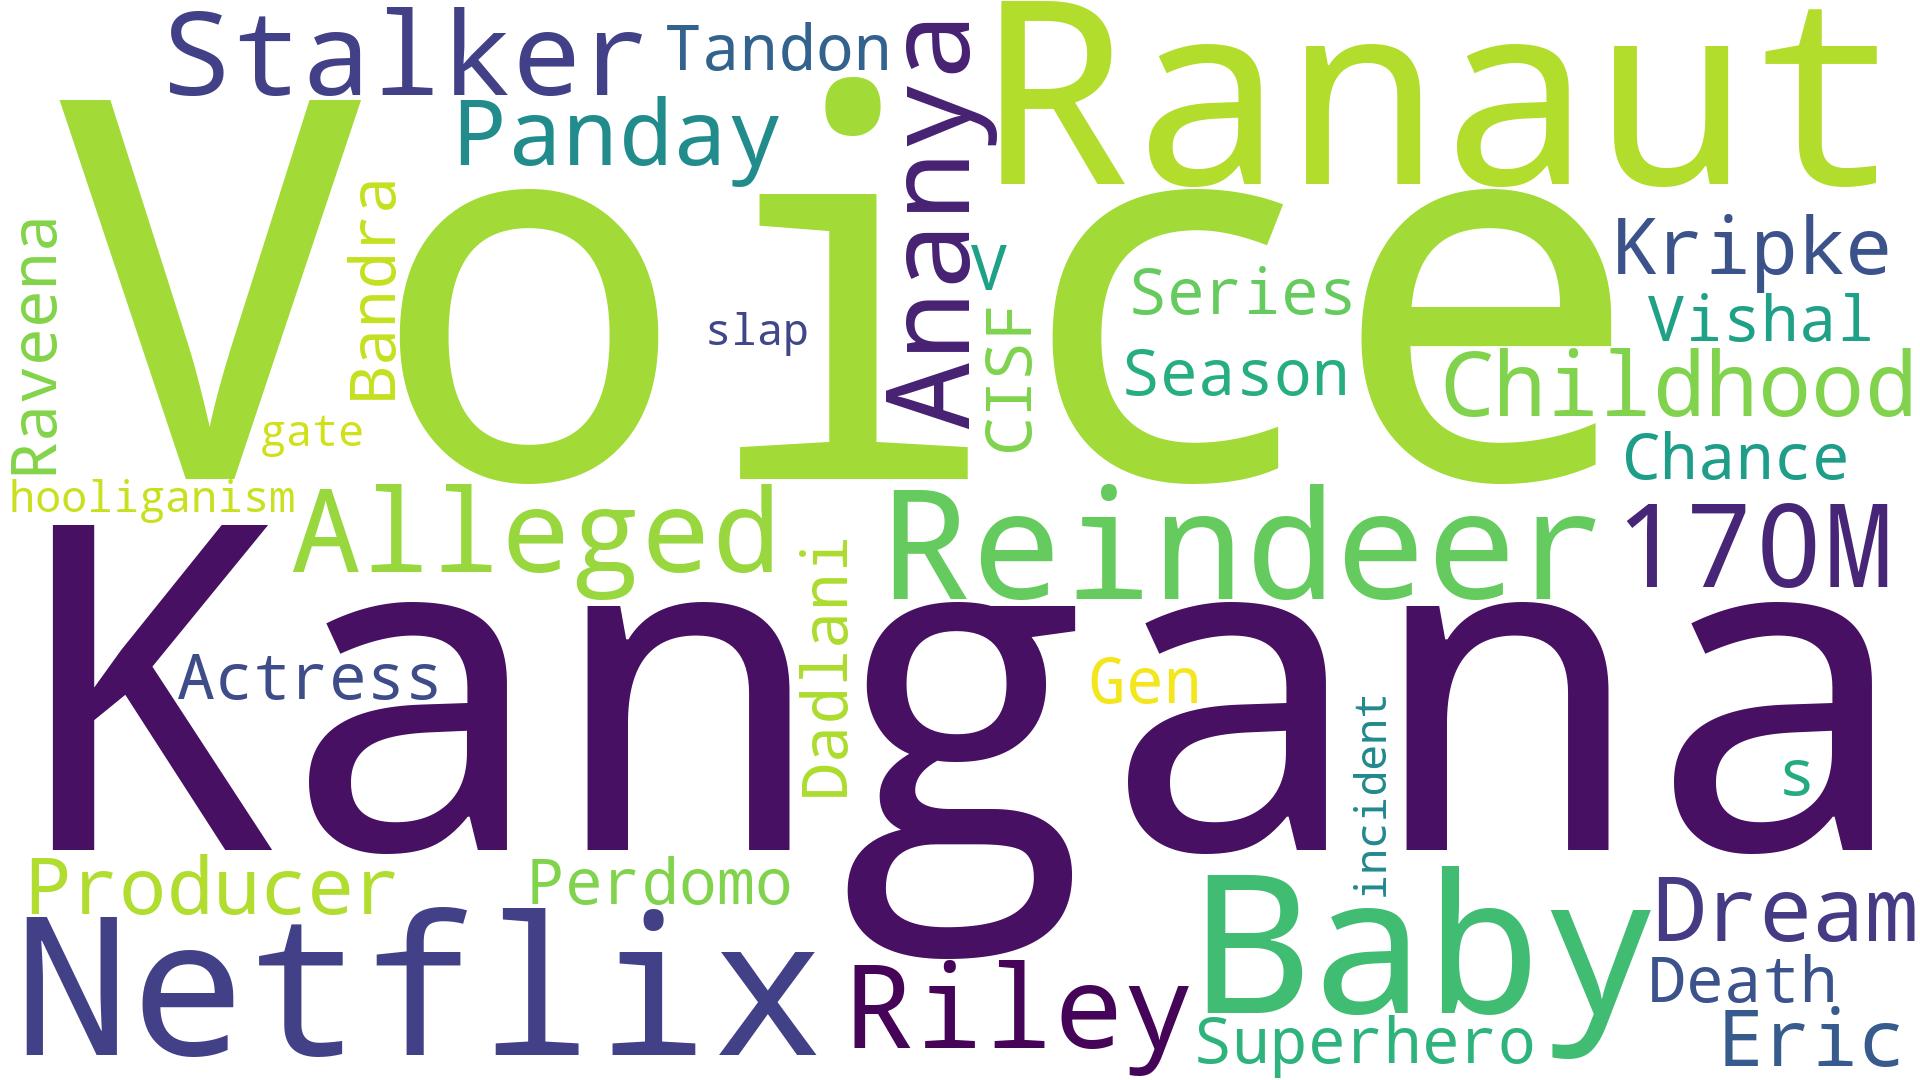 Stalker
Tandon
Ananya
Ranaut
Panday
Voice
Raveena
Bandra
V
Kripke
Series
Vishal
slap
CISF
Season
Childhood
gate
Chance
hooliganism
Alleged
Reindeer
170M
Kangana
Dadlani
Actress
Gen
incident
s
Producer
Perdomo
Baby
Dream
Netflix
Riley
Death
Superhero
Eric